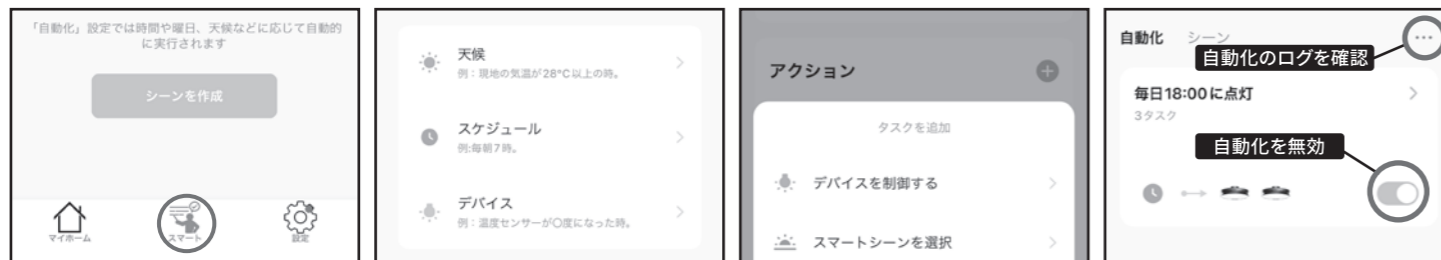 「自動化」設定では時間や曜日、天候などに応じて自動的
に実行されます
シーンを作成
マイホーム
スマート
設定
天候
例：現地の気温が28°C以上の時。
スケジュール
例:毎朝7時。
デバイス
例：温度センサーが〇度になった時。
アクション
タスクを追加
デバイスを制御する
スマートシーンを選択
自動化 シーン
自動化のログを確認
毎日18:00に点灯
3タスク
自動化を無効